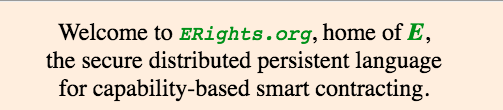 Welcome to ERights.org, home of E,
the secure distributed persistent language
for capability-based smart contracting.